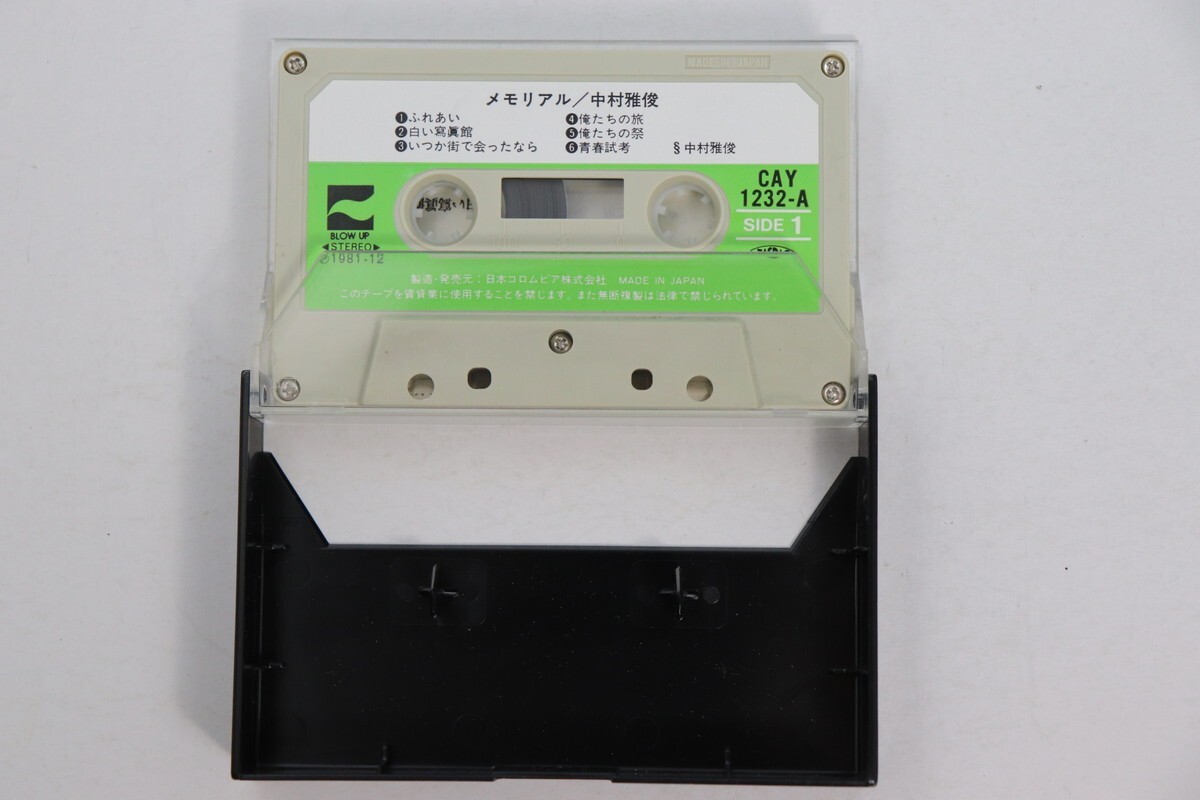 MADE IN JAPAN
メモリアル／中村雅俊
❶ふれあい
❷白い寫眞館
❸いつか街で会ったなら
❹俺たちの旅
❺俺たちの祭
❻青春試考
§中村雅俊
BLOW UP
◀STEREO▶
Ⓟ1981・12
CAY
1232-A
SIDE 1
製造・発売元：日本コロムビア株式会社 MADE IN JAPAN
このテープを賃貸業に使用することを禁じます。また無断複製は法律で禁じられています。